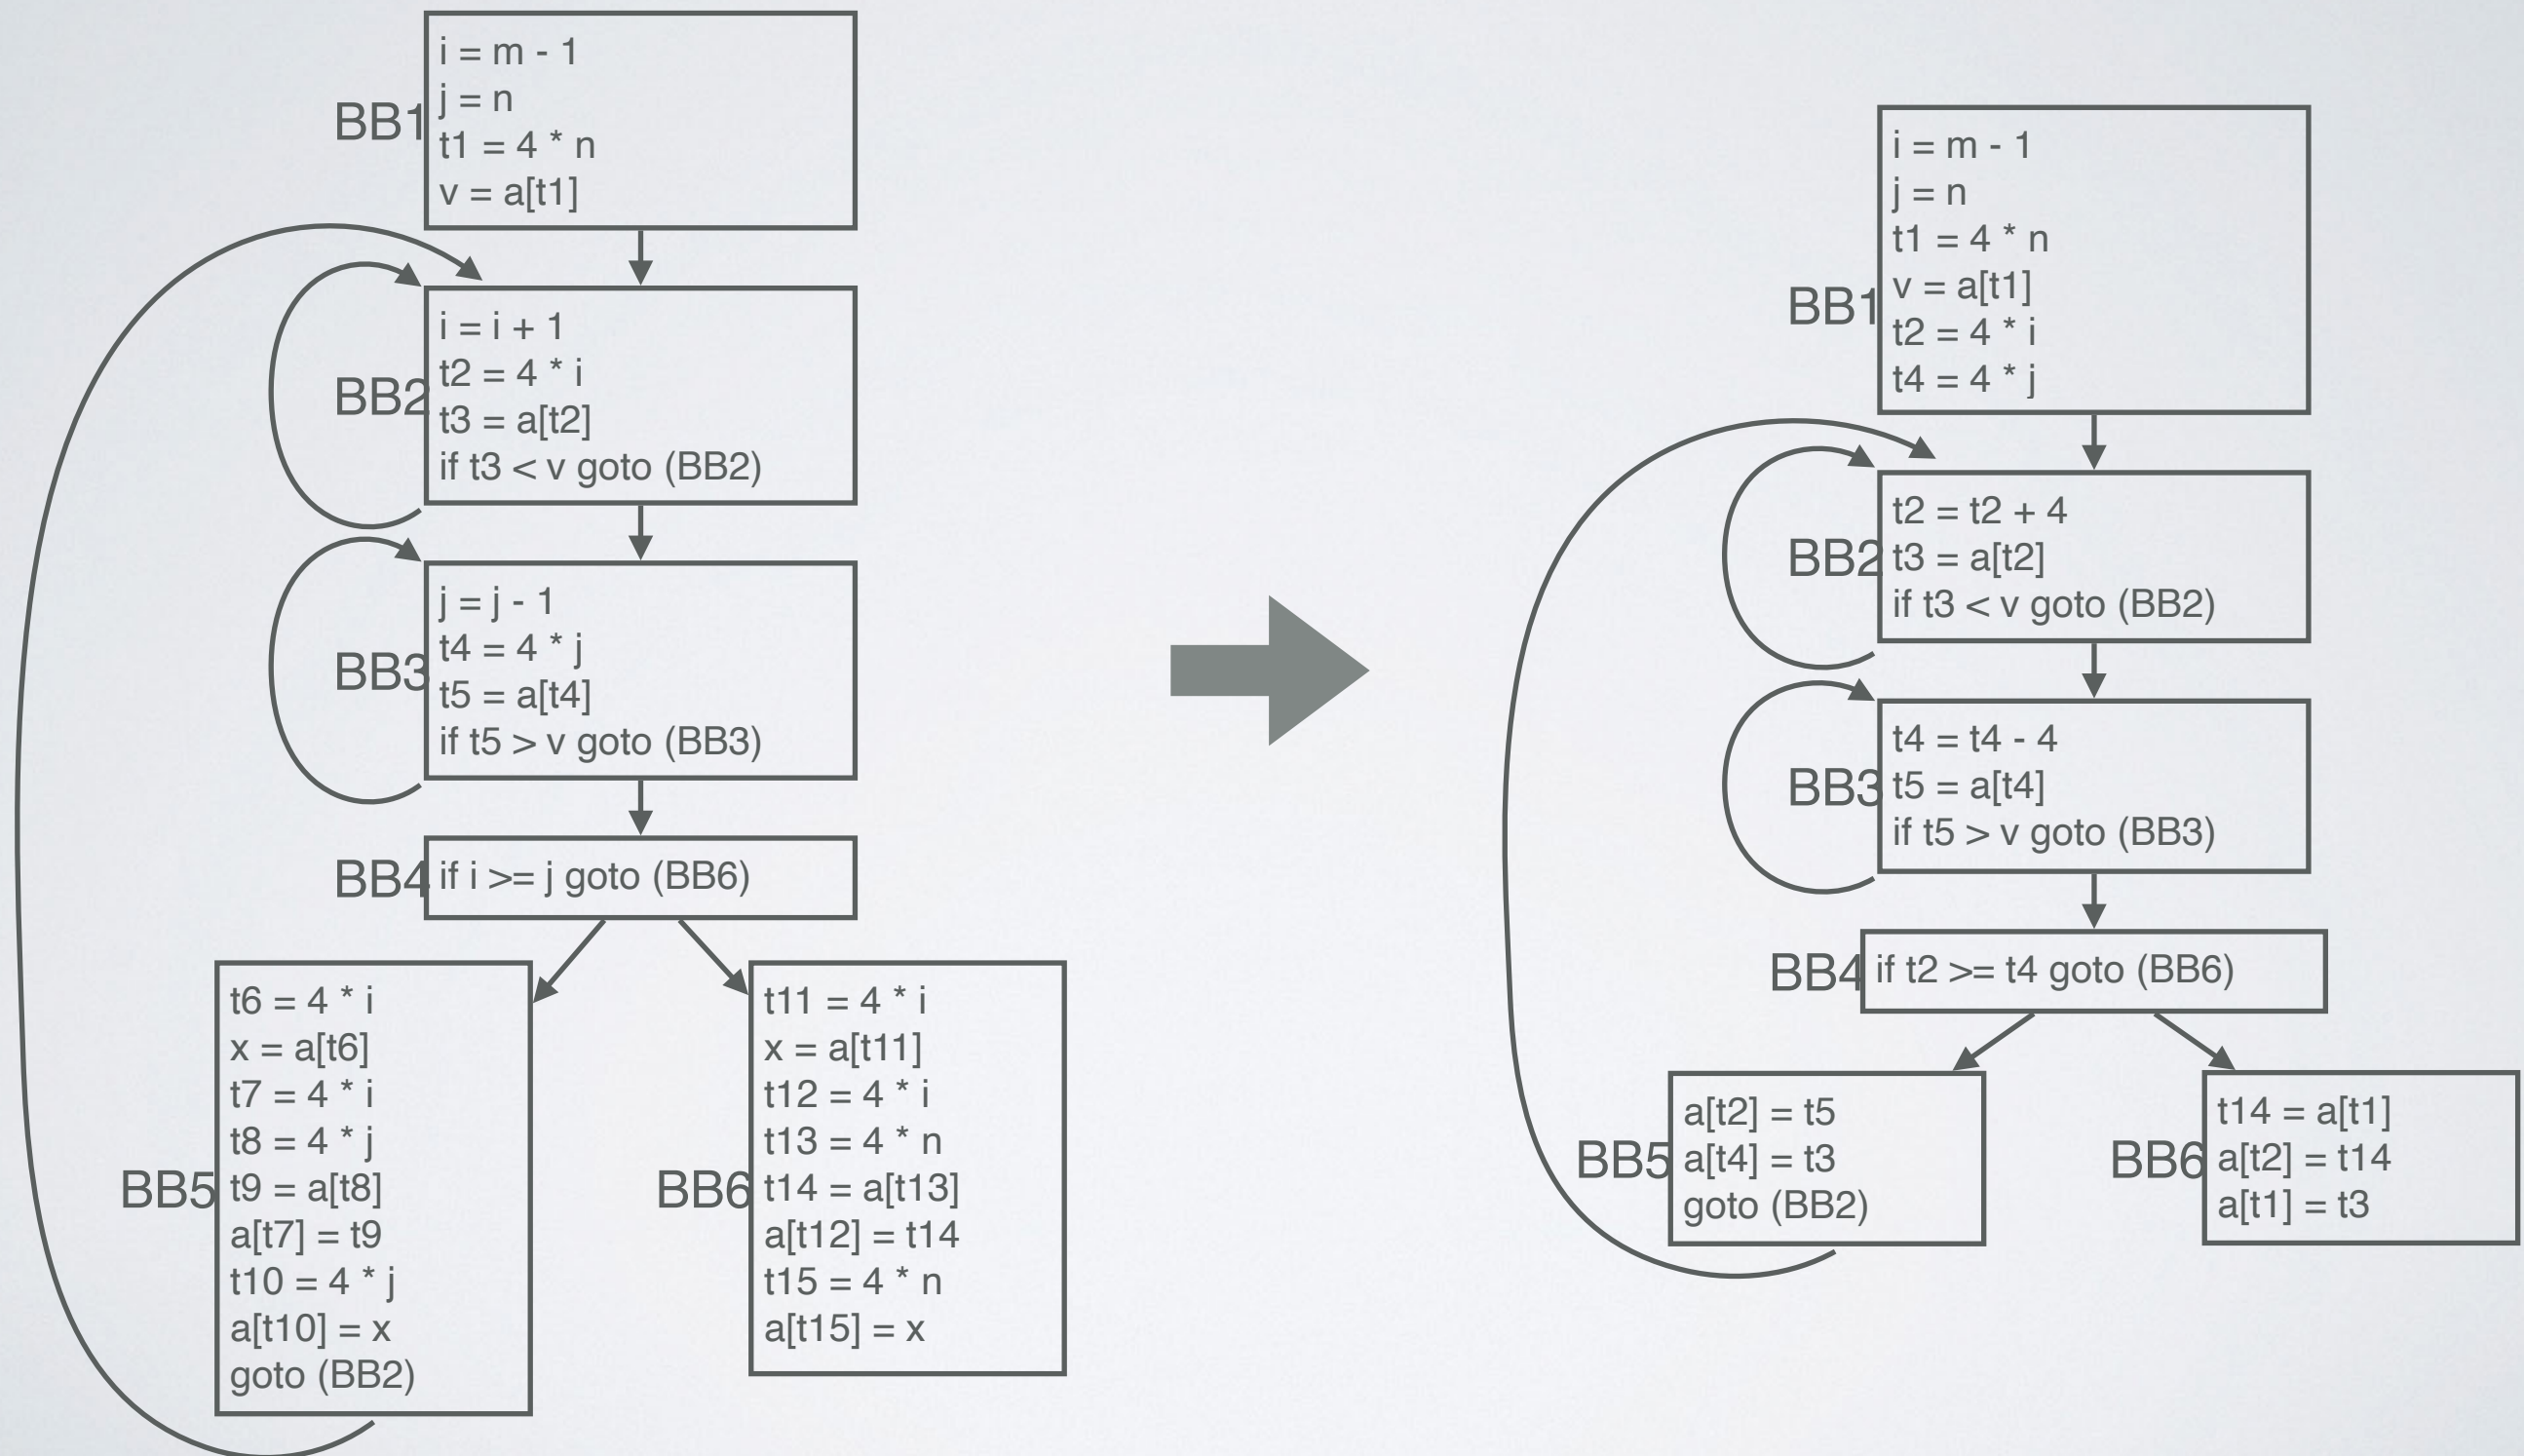 BB1
i = m - 1
j = n
t1 = 4 * n
v = a[t1]
BB2
i = i + 1
t2 = 4 * i
t3 = a[t2]
if t3 < v goto (BB2)
BB3
j = j - 1
t4 = 4 * j
t5 = a[t4]
if t5 > v goto (BB3)
BB4
if i >= j goto (BB6)
BB5
t6 = 4 * i
x = a[t6]
t7 = 4 * i
t8 = 4 * j
t9 = a[t8]
a[t7] = t9
t10 = 4 * j
a[t10] = x
goto (BB2)
BB6
t11 = 4 * i
x = a[t11]
t12 = 4 * i
t13 = 4 * n
t14 = a[t13]
a[t12] = t14
t15 = 4 * n
a[t15] = x
BB1
i = m - 1
j = n
t1 = 4 * n
v = a[t1]
t2 = 4 * i
t4 = 4 * j
BB2
t2 = t2 + 4
t3 = a[t2]
if t3 < v goto (BB2)
BB3
t4 = t4 - 4
t5 = a[t4]
if t5 > v goto (BB3)
BB4
if t2 >= t4 goto (BB6)
BB5
a[t2] = t5
a[t4] = t3
goto (BB2)
BB6
t14 = a[t1]
a[t2] = t14
a[t1] = t3